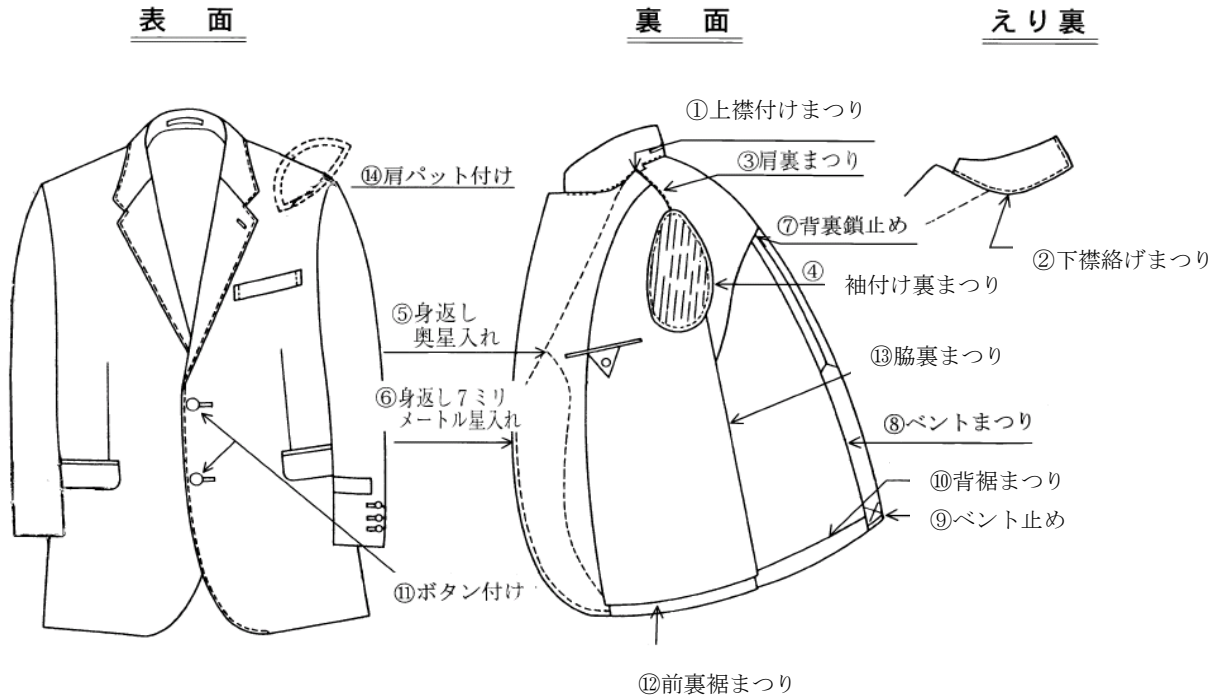 表 面
裏 面
えり裏
①上襟付けまつり
③肩裏まつり
⑭肩パット付け
⑦背裏鎖止め
②下襟絡げまつり
④ 袖付け裏まつり
⑤身返し
奥星入れ
⑬脇裏まつり
⑥身返し7ミリ
メートル星入れ
⑧ベントまつり
⑩背裾まつり
⑨ベント止め
⑪ボタン付け
⑫前裏裾まつり